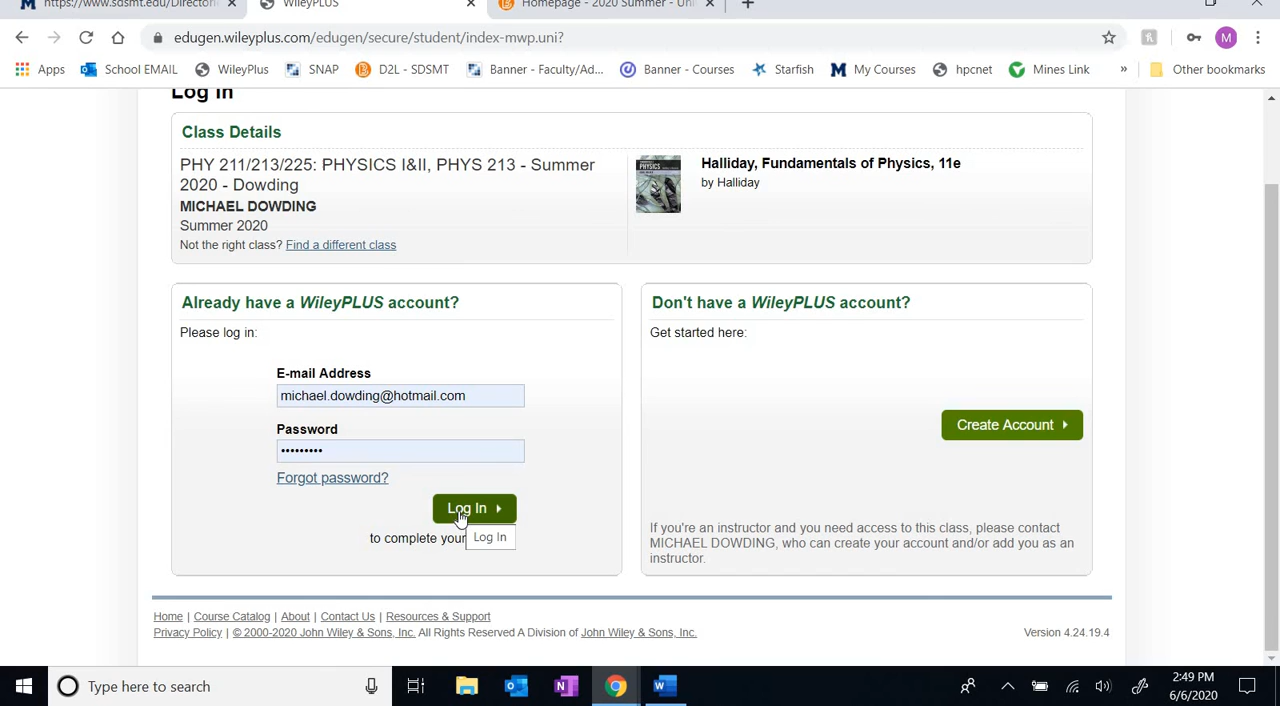 https://www.sdsmt.edu/Director
WileyPLUS
Homepage - 2020 Summer - Uni
edugen.wileyplus.com/edugen/secure/student/index-mwp.uni?
M
Apps
School EMAIL
WileyPlus
SNAP
D2L - SDSMT
Banner - Faculty/Ad...
Banner - Courses
Starfish
My Courses
hpcnet
Mines Link
»
Other bookmarks
Log In
Class Details
PHY 211/213/225: PHYSICS I&II, PHYS 213 - Summer
2020 - Dowding
MICHAEL DOWDING
Summer 2020
Not the right class? Find a different class
PHYSICS
Halliday, Fundamentals of Physics, 11e
by Halliday
Already have a WileyPLUS account?
Please log in:
E-mail Address
michael.dowding@hotmail.com
Password
•••••••••
Forgot password?
Log In
to complete your
Log In
Don't have a WileyPLUS account?
Get started here:
Create Account
If you're an instructor and you need access to this class, please contact
MICHAEL DOWDING, who can create your account and/or add you as an
instructor.
Home | Course Catalog | About | Contact Us | Resources & Support
Privacy Policy | © 2000-2020 John Wiley & Sons, Inc. All Rights Reserved A Division of John Wiley & Sons, Inc.
Version 4.24.19.4
Type here to search
2:49 PM
6/6/2020